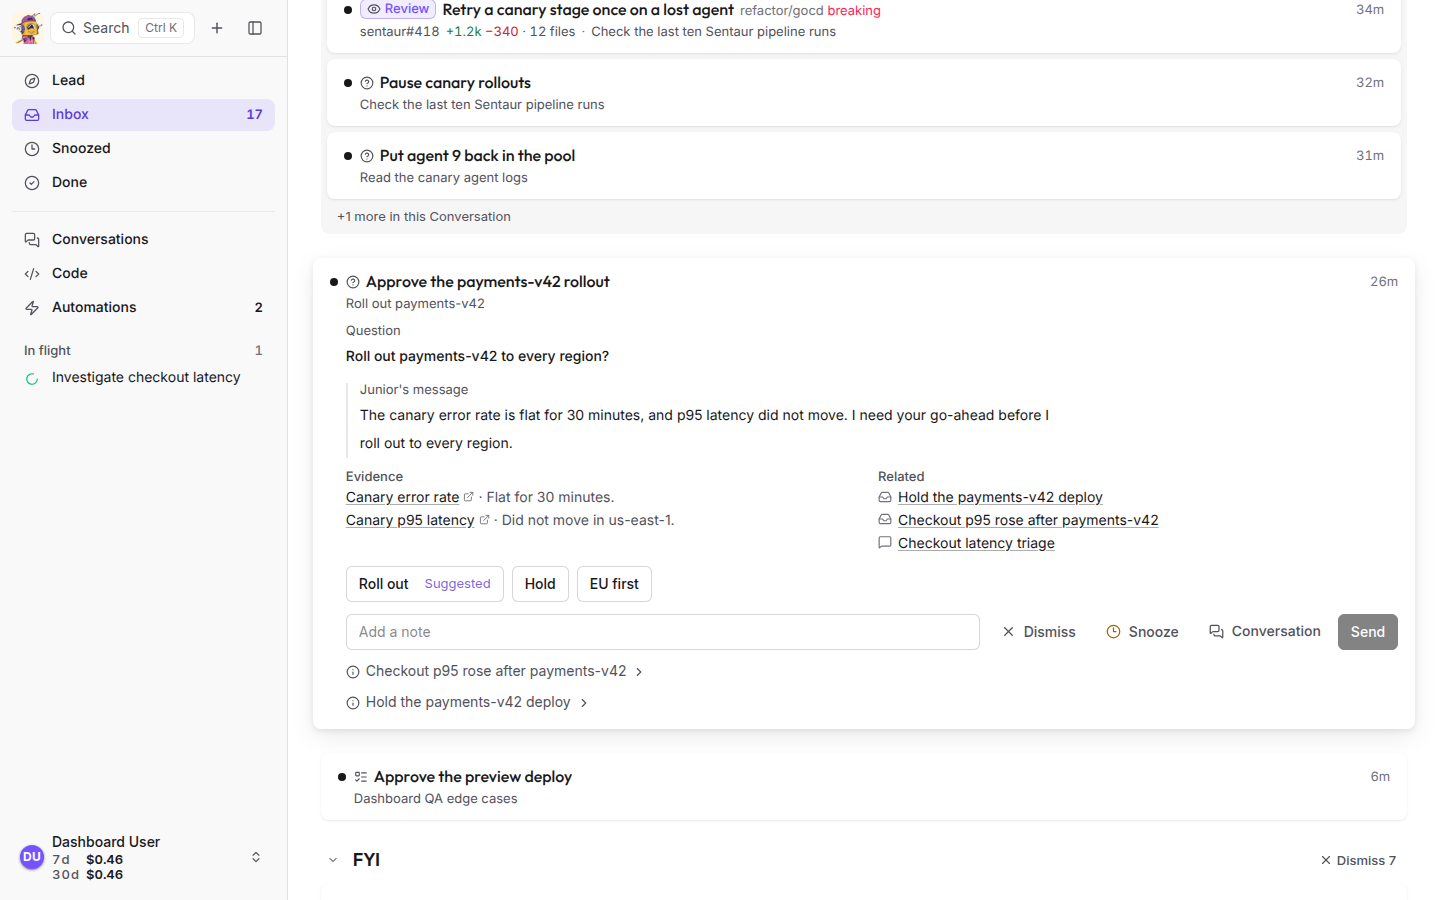 Search Ctrl K
Lead
Inbox 17
Snoozed
Done
Conversations
Code
Automations 2
In flight 1
Investigate checkout latency
DU Dashboard User
7d $0.46
30d $0.46
Review Retry a canary stage once on a lost agent refactor/gocd breaking 34m
sentaur#418 +1.2k −340 · 12 files · Check the last ten Sentaur pipeline runs
Pause canary rollouts 32m
Check the last ten Sentaur pipeline runs
Put agent 9 back in the pool 31m
Read the canary agent logs
+1 more in this Conversation
Approve the payments-v42 rollout 26m
Roll out payments-v42
Question
Roll out payments-v42 to every region?
Junior's message
The canary error rate is flat for 30 minutes, and p95 latency did not move. I need your go-ahead before I
roll out to every region.
Evidence
Canary error rate · Flat for 30 minutes.
Canary p95 latency · Did not move in us-east-1.
Related
Hold the payments-v42 deploy
Checkout p95 rose after payments-v42
Checkout latency triage
Roll out Suggested Hold EU first
Add a note Dismiss Snooze Conversation Send
Checkout p95 rose after payments-v42
Hold the payments-v42 deploy
Approve the preview deploy 6m
Dashboard QA edge cases
FYI Dismiss 7